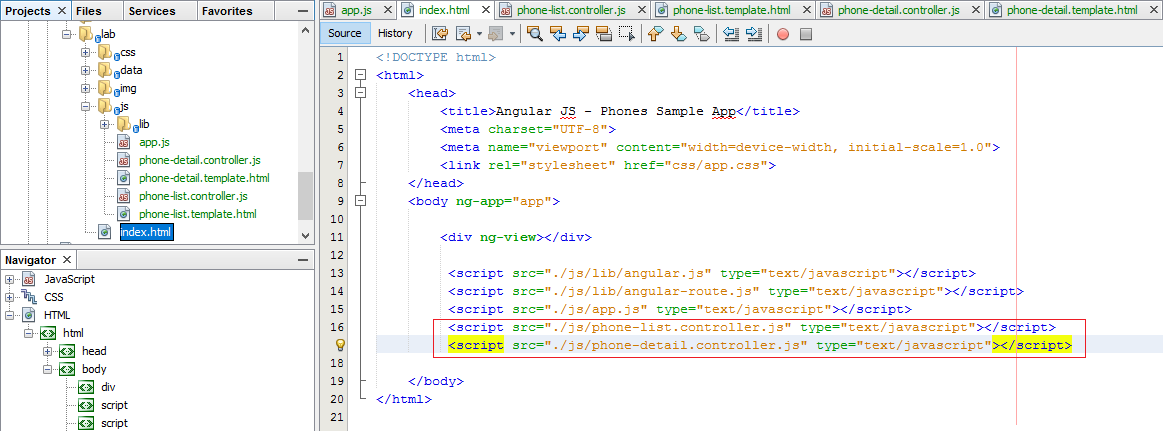 Projects Files Services Favorites
lab
css
data
img
js
lib
app.js
phone-detail.controller.js
phone-detail.template.html
phone-list.controller.js
phone-list.template.html
index.html
Navigator
JavaScript
CSS
HTML
html
head
body
div
script
script
app.js index.html phone-list.controller.js phone-list.template.html phone-detail.controller.js phone-detail.template.html
Source History
1 <!DOCTYPE html>
2 <html>
3 <head>
4 <title>Angular JS - Phones Sample App</title>
5 <meta charset="UTF-8">
6 <meta name="viewport" content="width=device-width, initial-scale=1.0">
7 <link rel="stylesheet" href="css/app.css">
8 </head>
9 <body ng-app="app">
10
11 <div ng-view></div>
12
13 <script src="./js/lib/angular.js" type="text/javascript"></script>
14 <script src="./js/lib/angular-route.js" type="text/javascript"></script>
15 <script src="./js/app.js" type="text/javascript"></script>
16 <script src="./js/phone-list.controller.js" type="text/javascript"></script>
<script src="./js/phone-detail.controller.js" type="text/javascript"></script>
18
19 </body>
20 </html>
21